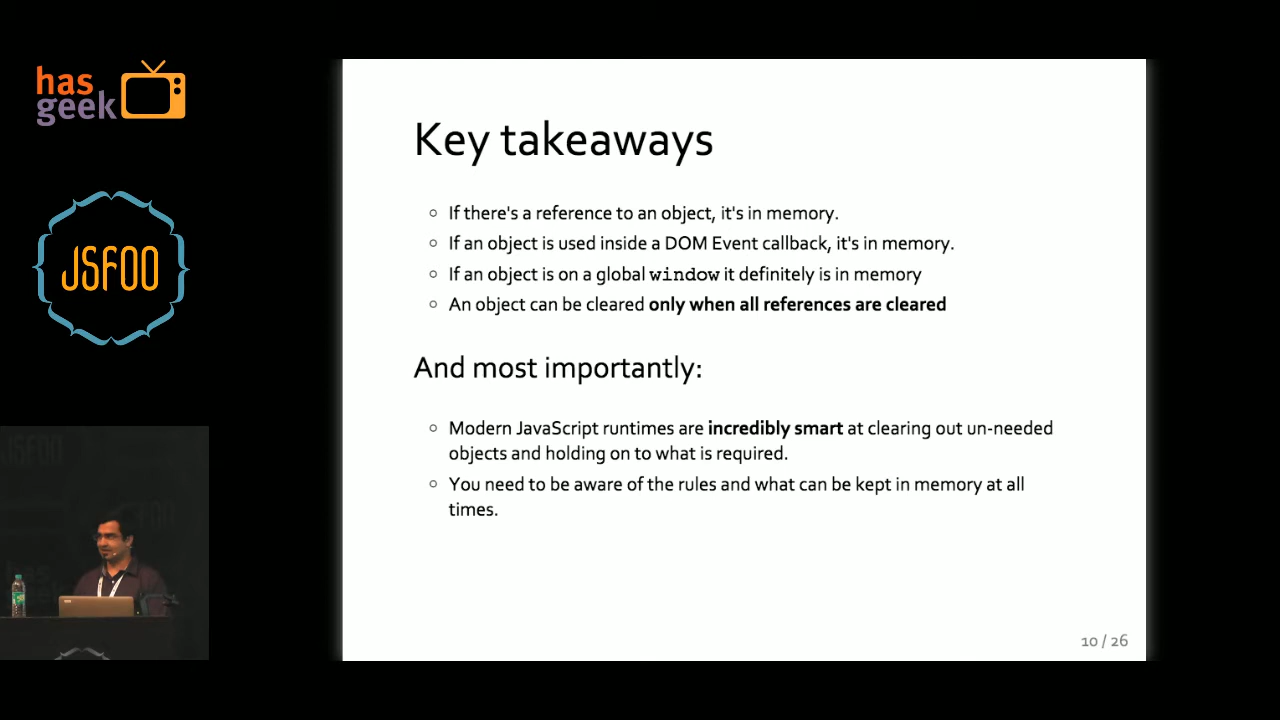 has
geek
JSFOO
Key takeaways
If there's a reference to an object, it's in memory.
If an object is used inside a DOM Event callback, it's in memory.
If an object is on a global window it definitely is in memory
An object can be cleared only when all references are cleared
And most importantly:
Modern JavaScript runtimes are incredibly smart at clearing out un-needed
objects and holding on to what is required.
You need to be aware of the rules and what can be kept in memory at all
times.
10 / 26